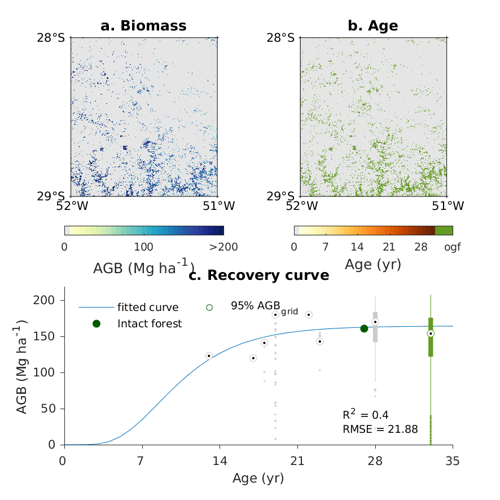 a. Biomass
b. Age
28°S
28°S
29°S
29°S
52°W
51°W
52°W
51°W
0
100
>200
0
7
14
21
28
ogf
AGB (Mg ha⁻¹)
Age (yr)
c. Recovery curve
200
150
100
50
0
AGB (Mg ha⁻¹)
fitted curve
95% AGB_grid
Intact forest
R² = 0.4
RMSE = 21.88
0
7
14
21
28
35
Age (yr)